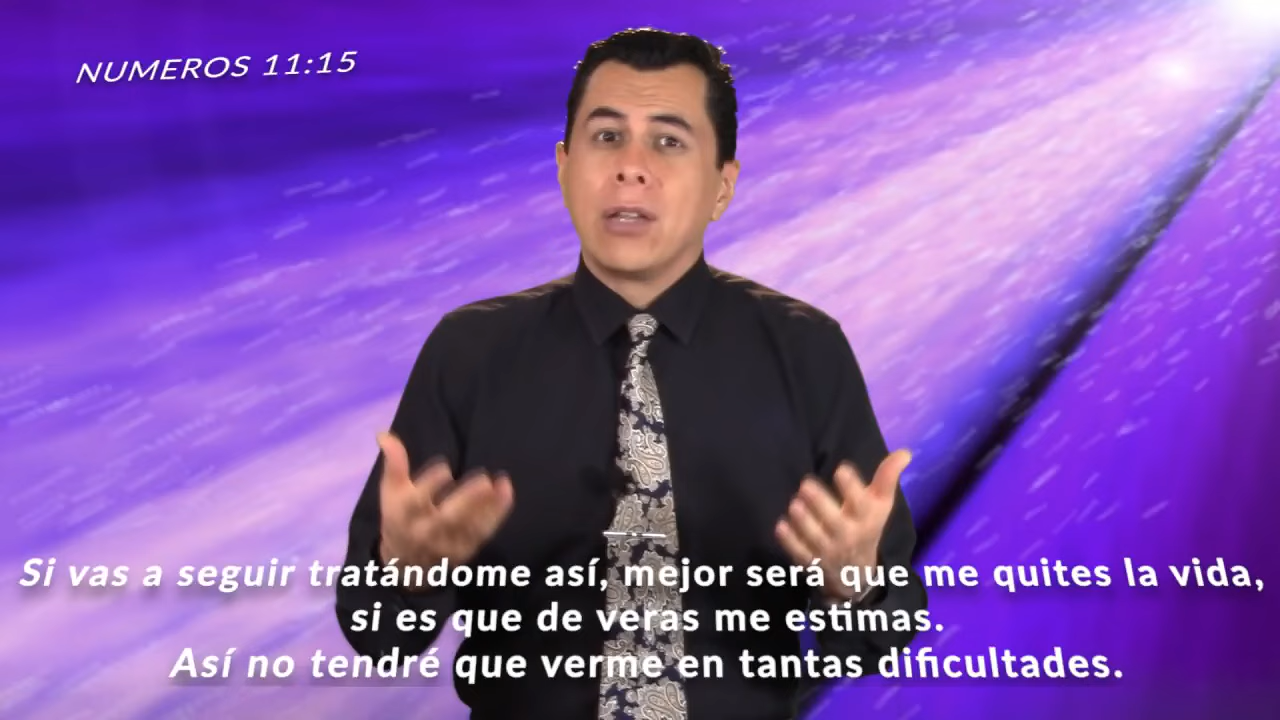 NUMEROS 11:15
Si vas a seguir tratándome así, mejor será que me quites la vida,
si es que de veras me estimas.
Así no tendré que verme en tantas dificultades.